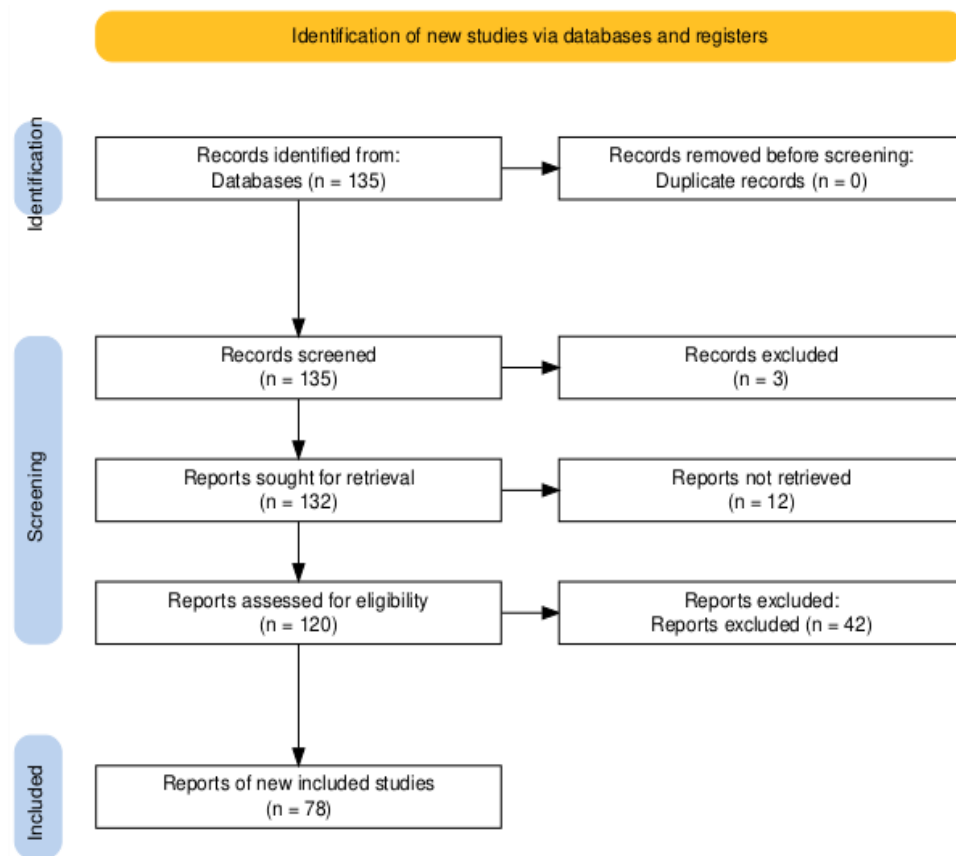 Identification of new studies via databases and registers
Identification
Records identified from:
Databases (n = 135)
Records removed before screening:
Duplicate records (n = 0)
Screening
Records screened
(n = 135)
Records excluded
(n = 3)
Reports sought for retrieval
(n = 132)
Reports not retrieved
(n = 12)
Reports assessed for eligibility
(n = 120)
Reports excluded:
Reports excluded (n = 42)
Included
Reports of new included studies
(n = 78)